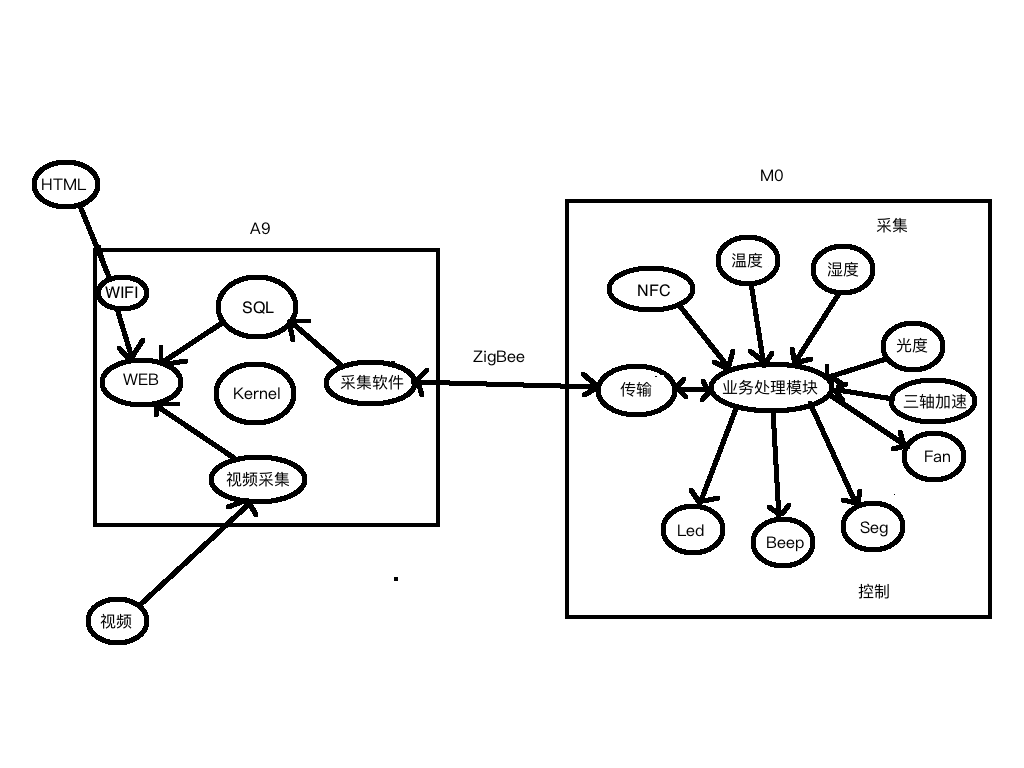 M0
HTML
A9
采集
温度
湿度
NFC
WIFI
SQL
光度
ZigBee
WEB
Kernel
采集软件
传输
业务处理模块
三轴加速
Fan
视频采集
Led
Beep
Seg
控制
视频